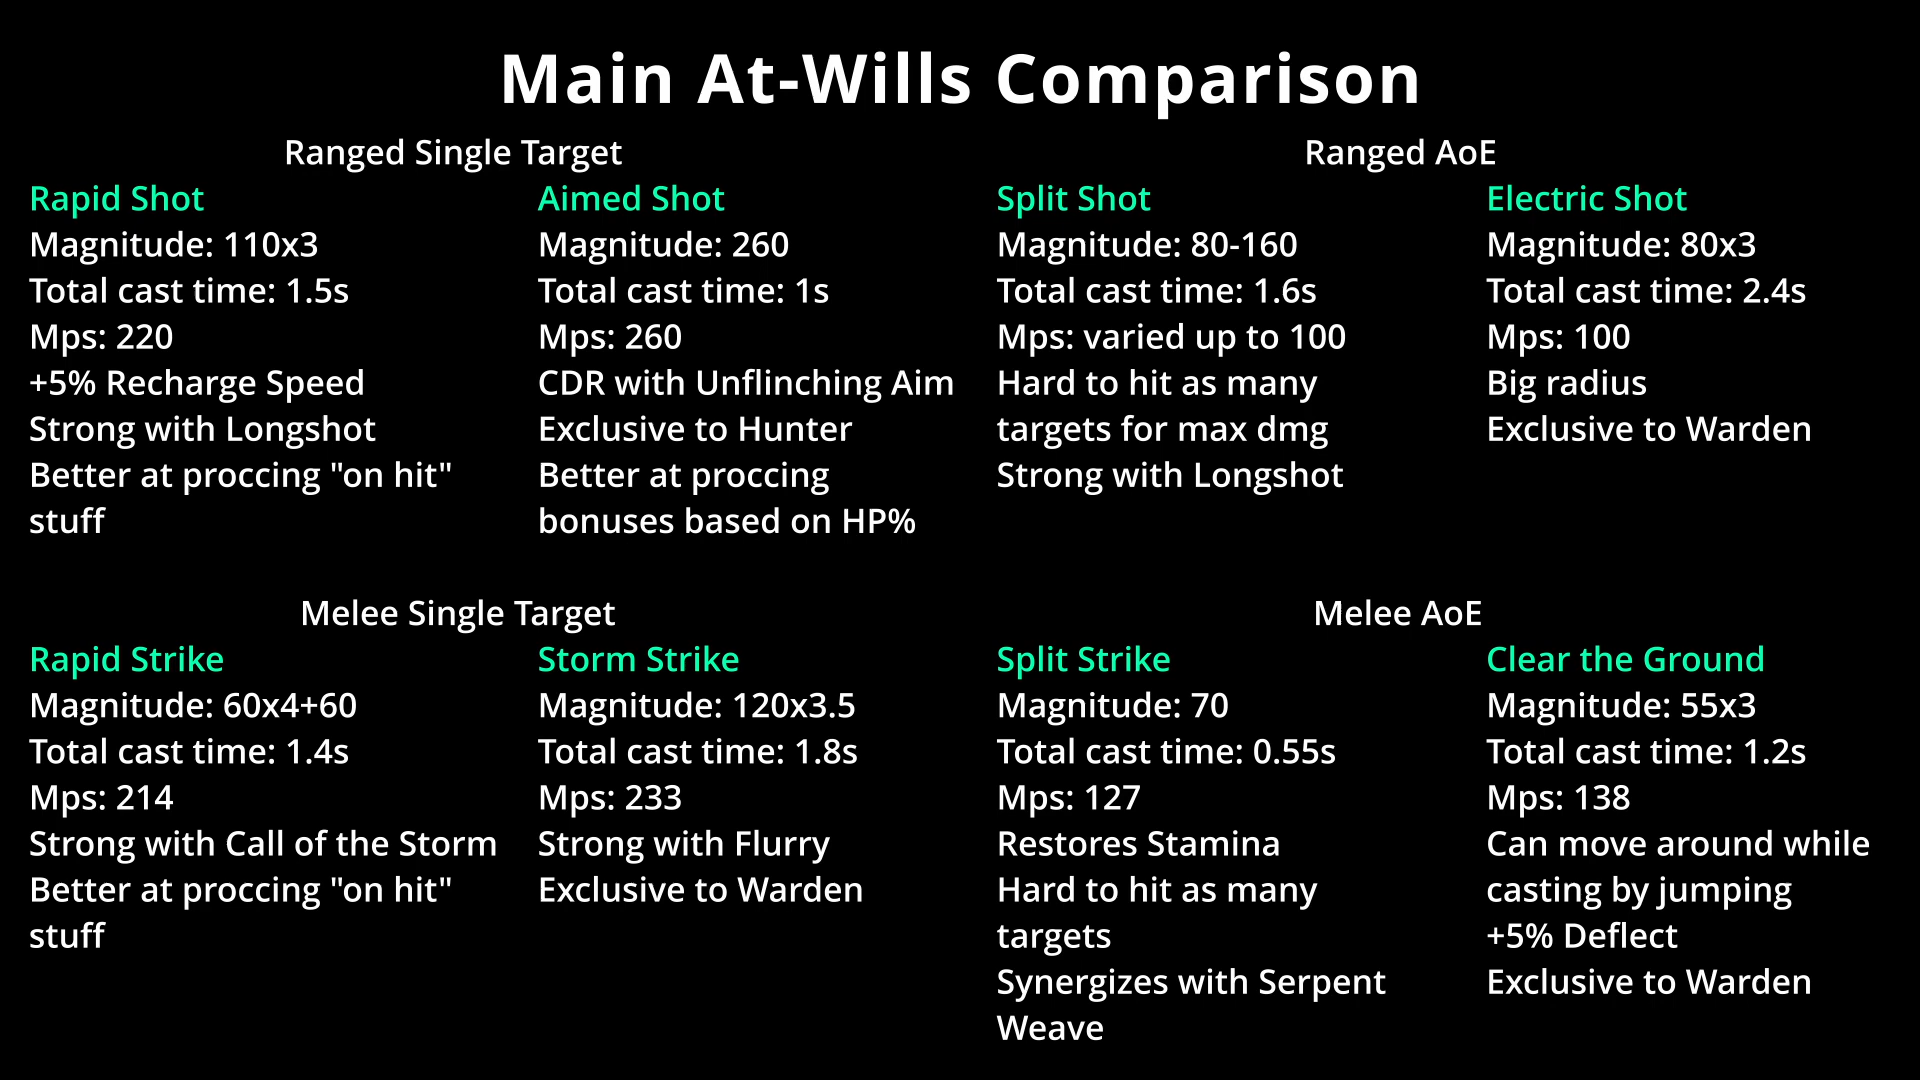 Main At-Wills Comparison
Ranged Single Target
Rapid Shot
Magnitude: 110x3
Total cast time: 1.5s
Mps: 220
+5% Recharge Speed
Strong with Longshot
Better at proccing "on hit"
stuff
Aimed Shot
Magnitude: 260
Total cast time: 1s
Mps: 260
CDR with Unflinching Aim
Exclusive to Hunter
Better at proccing
bonuses based on HP%
Ranged AoE
Split Shot
Magnitude: 80-160
Total cast time: 1.6s
Mps: varied up to 100
Hard to hit as many
targets for max dmg
Strong with Longshot
Electric Shot
Magnitude: 80x3
Total cast time: 2.4s
Mps: 100
Big radius
Exclusive to Warden
Melee Single Target
Rapid Strike
Magnitude: 60x4+60
Total cast time: 1.4s
Mps: 214
Strong with Call of the Storm
Better at proccing "on hit"
stuff
Storm Strike
Magnitude: 120x3.5
Total cast time: 1.8s
Mps: 233
Strong with Flurry
Exclusive to Warden
Melee AoE
Split Strike
Magnitude: 70
Total cast time: 0.55s
Mps: 127
Restores Stamina
Hard to hit as many
targets
Synergizes with Serpent
Weave
Clear the Ground
Magnitude: 55x3
Total cast time: 1.2s
Mps: 138
Can move around while
casting by jumping
+5% Deflect
Exclusive to Warden